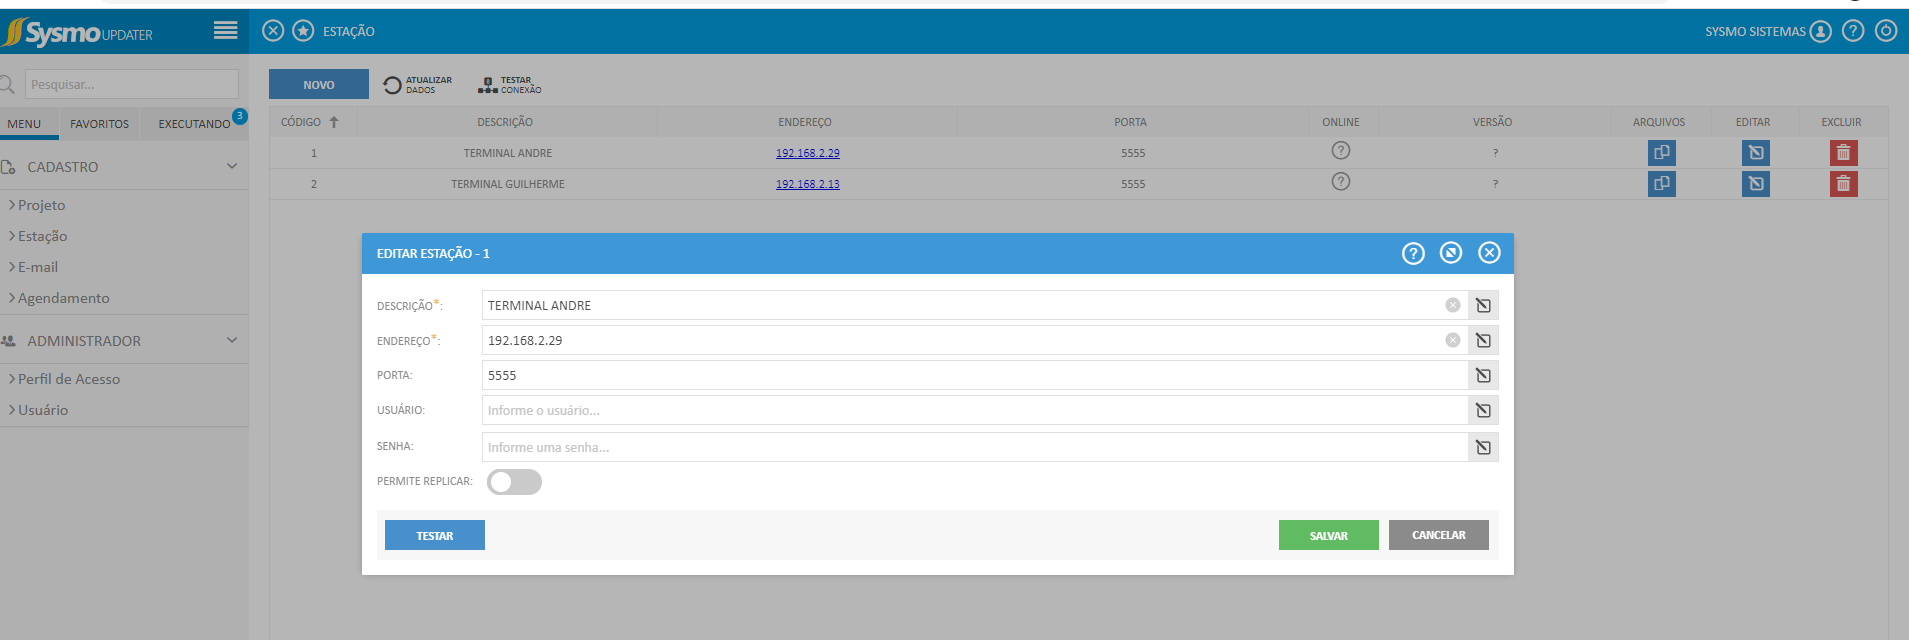 Sysmo UPDATER
ESTAÇÃO
SYSMO SISTEMAS
?
Pesquisar...
MENU FAVORITOS EXECUTANDO 3
CADASTRO
Projeto
Estação
E-mail
Agendamento
ADMINISTRADOR
Perfil de Acesso
Usuário
NOVO
ATUALIZAR
DADOS
TESTAR
CONEXÃO
CÓDIGO DESCRIÇÃO ENDEREÇO PORTA ONLINE VERSÃO ARQUIVOS EDITAR EXCLUIR
1 TERMINAL ANDRE 192.168.2.29 5555 ? ?
2 TERMINAL GUILHERME 192.168.2.13 5555 ? ?
EDITAR ESTAÇÃO - 1
?
DESCRIÇÃO*: TERMINAL ANDRE
ENDEREÇO*: 192.168.2.29
PORTA: 5555
USUÁRIO: Informe o usuário...
SENHA: Informe uma senha...
PERMITE REPLICAR:
TESTAR SALVAR CANCELAR